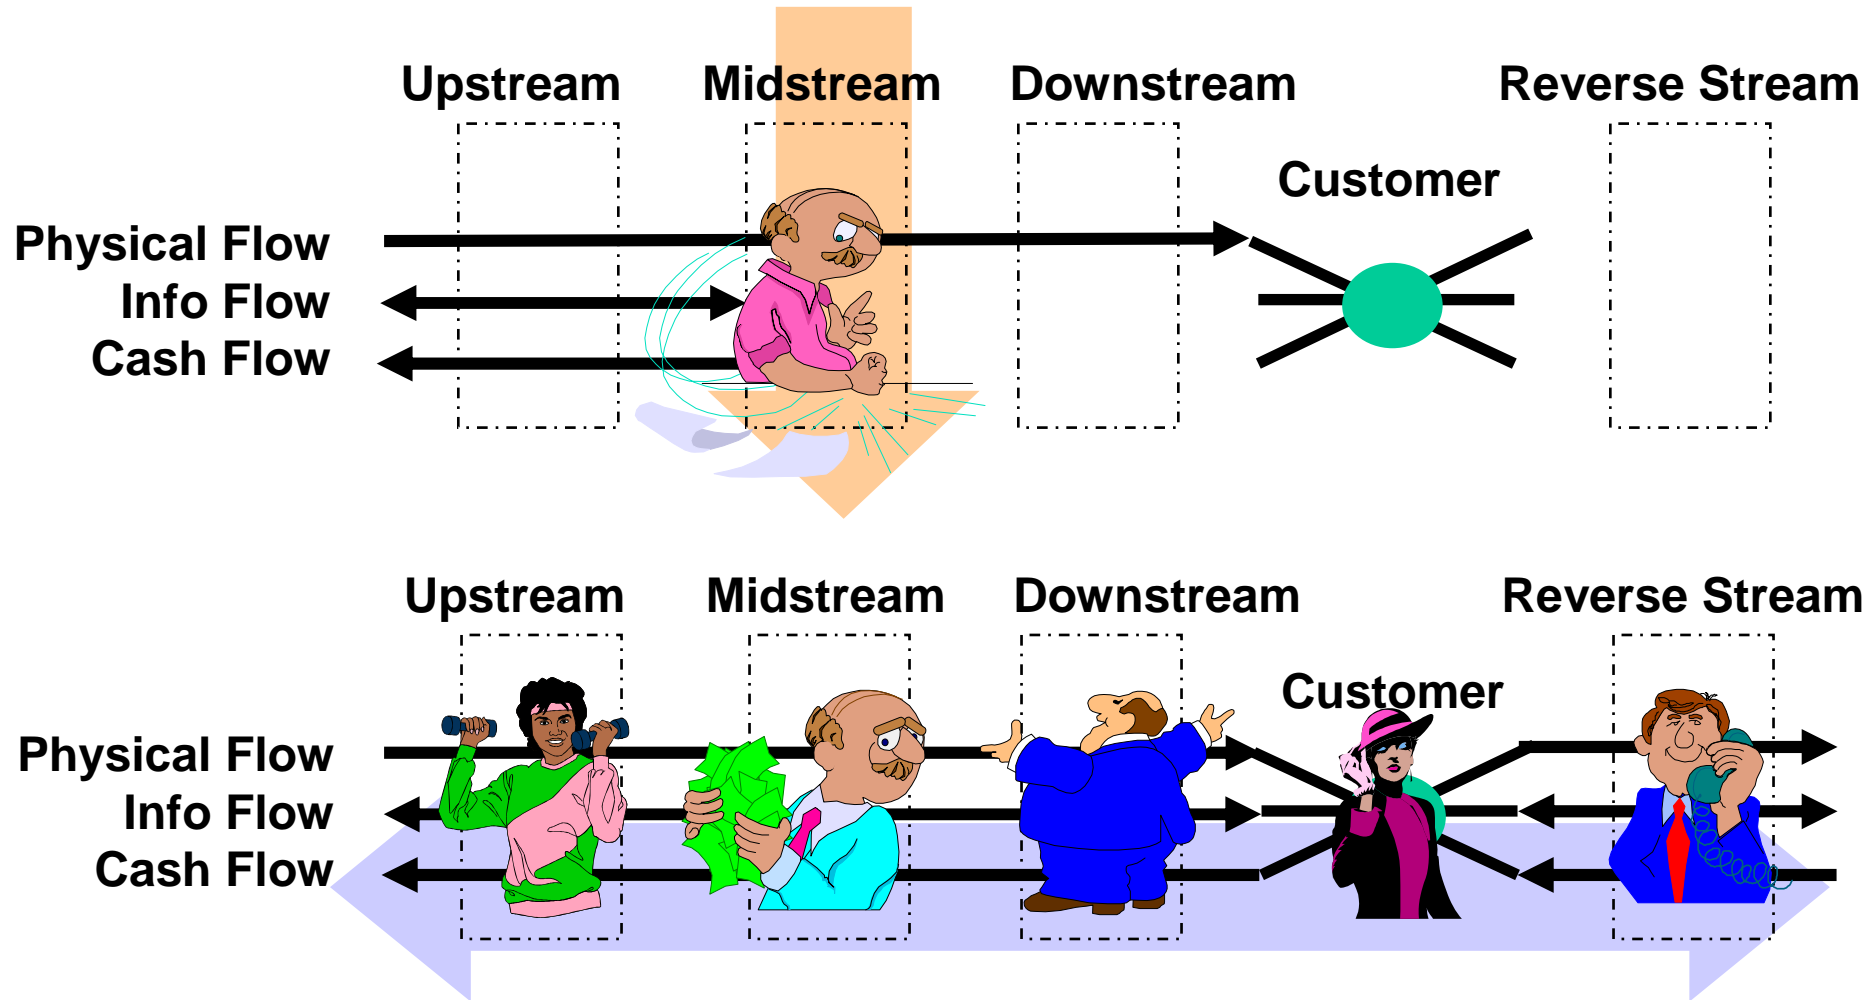 Upstream Midstream Downstream Reverse Stream
Customer
Physical Flow
Info Flow
Cash Flow
Upstream Midstream Downstream Reverse Stream
Customer
Physical Flow
Info Flow
Cash Flow